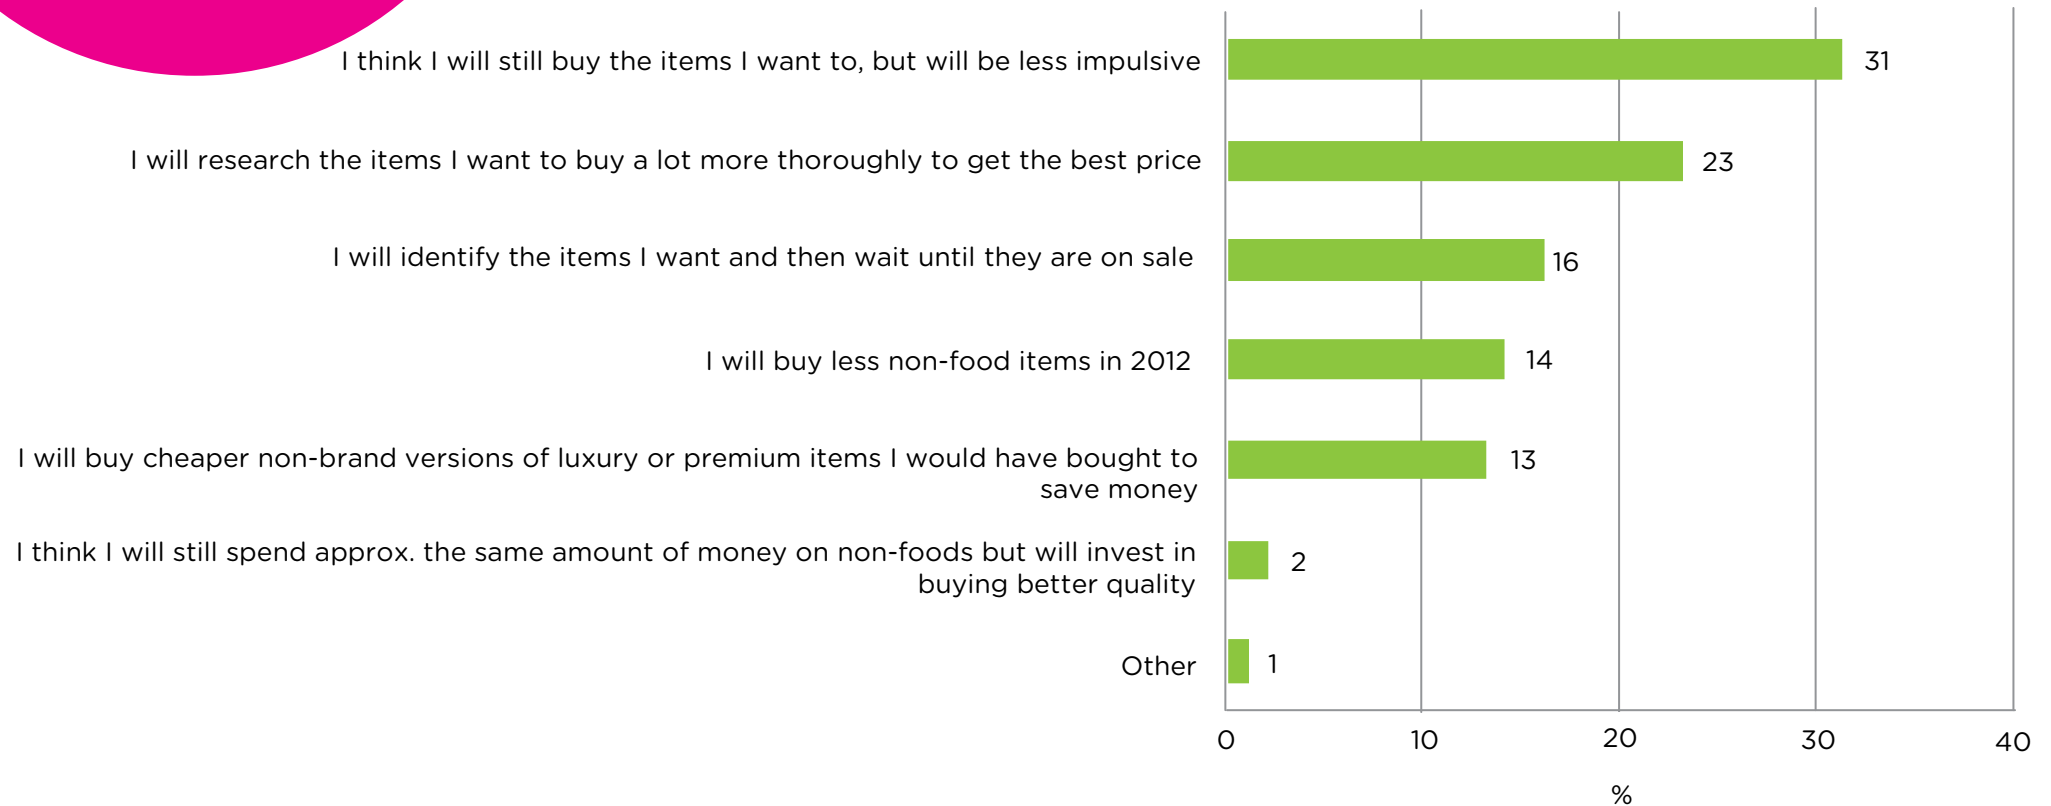 I think I will still buy the items I want to, but will be less impulsive
31
I will research the items I want to buy a lot more thoroughly to get the best price
23
I will identify the items I want and then wait until they are on sale
16
I will buy less non-food items in 2012
14
I will buy cheaper non-brand versions of luxury or premium items I would have bought to
save money
13
I think I will still spend approx. the same amount of money on non-foods but will invest in
buying better quality
2
Other
1
0
10
20
30
40
%